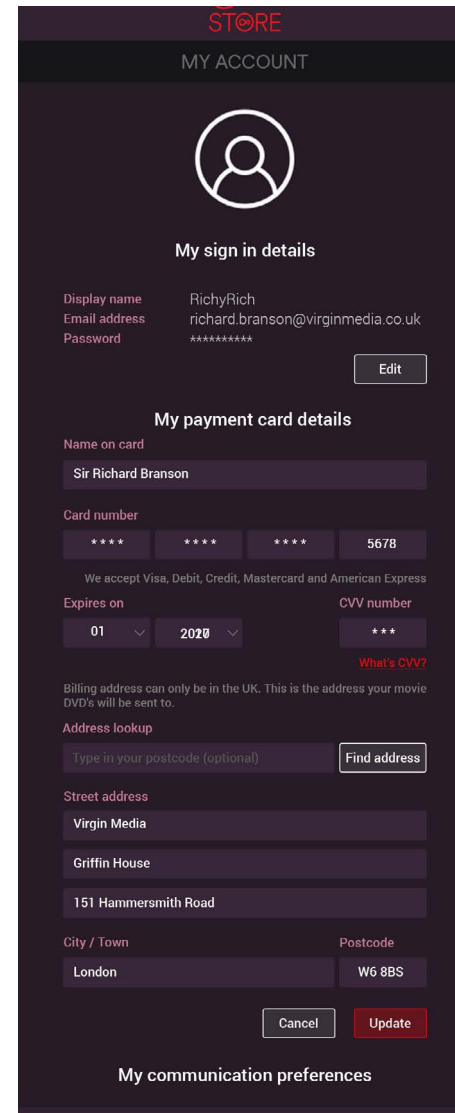 STORE
MY ACCOUNT
My sign in details
Display name RichyRich
Email address richard.branson@virginmedia.co.uk
Password **********
Edit
My payment card details
Name on card
Sir Richard Branson
Card number
**** **** **** 5678
We accept Visa, Debit, Credit, Mastercard and American Express
Expires on CVV number
01 ***
What's CVV?
Billing address can only be in the UK. This is the address your movie
DVD's will be sent to.
Address lookup
Type in your postcode (optional) Find address
Street address
Virgin Media
Griffin House
151 Hammersmith Road
City / Town Postcode
London W6 8BS
Cancel Update
My communication preferences